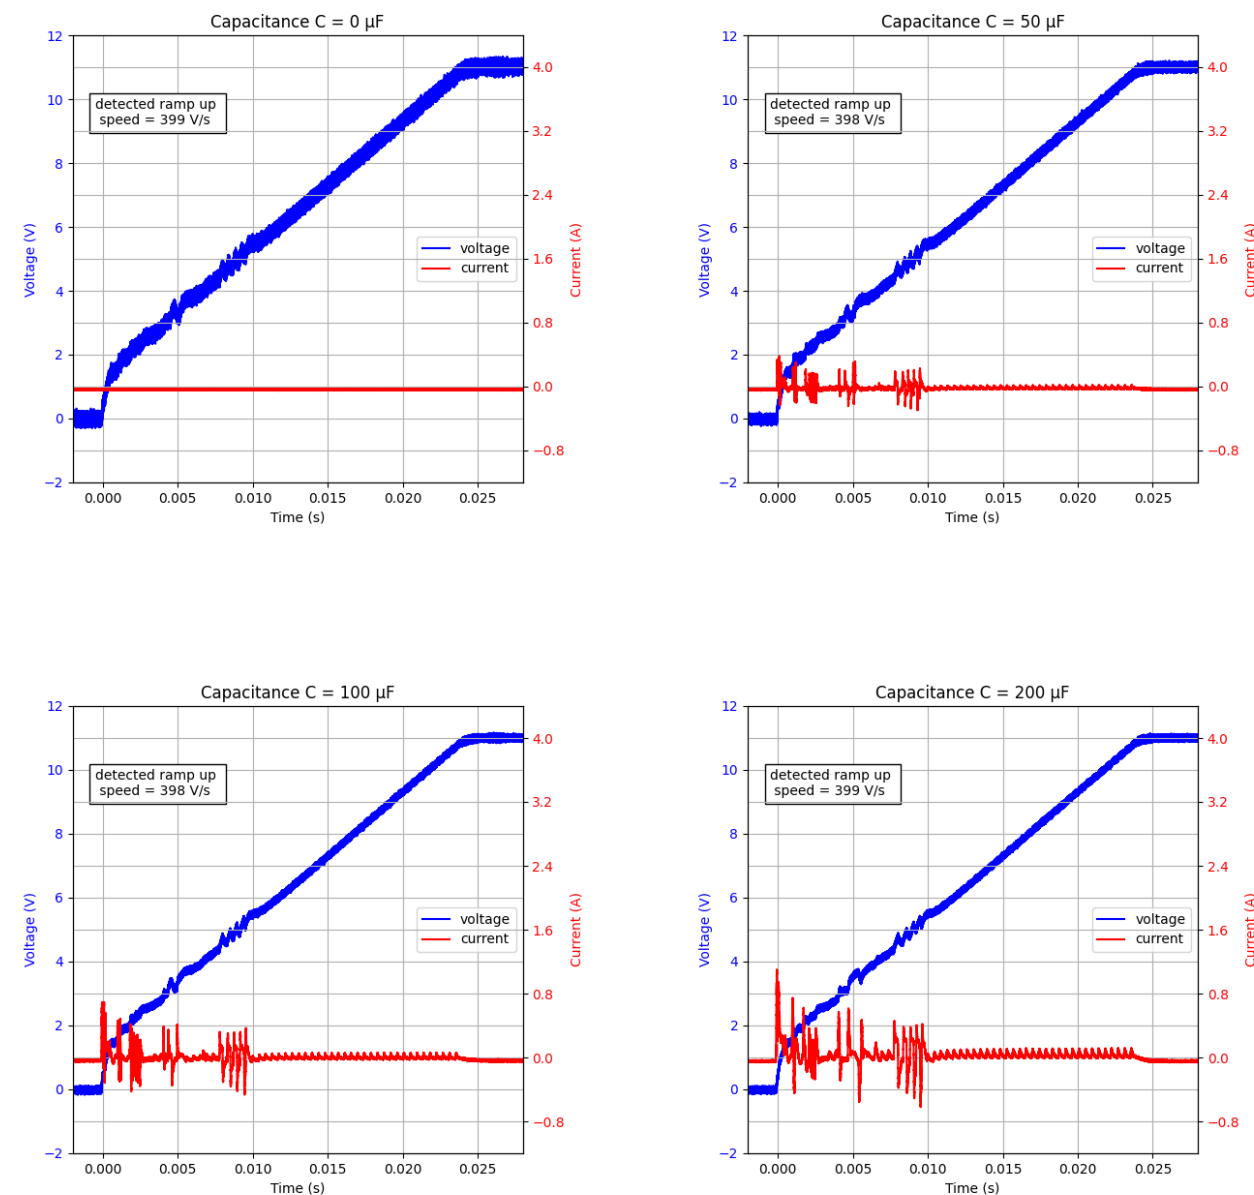 Capacitance C = 0 µF
12
10
8
6
4
2
0
−2
Voltage (V)
detected ramp up
speed = 399 V/s
voltage
current
4.0
3.2
2.4
1.6
0.8
0.0
−0.8
Current (A)
0.000 0.005 0.010 0.015 0.020 0.025
Time (s)
Capacitance C = 50 µF
12
10
8
6
4
2
0
−2
Voltage (V)
detected ramp up
speed = 398 V/s
voltage
current
4.0
3.2
2.4
1.6
0.8
0.0
−0.8
Current (A)
0.000 0.005 0.010 0.015 0.020 0.025
Time (s)
Capacitance C = 100 µF
12
10
8
6
4
2
0
−2
Voltage (V)
detected ramp up
speed = 398 V/s
voltage
current
4.0
3.2
2.4
1.6
0.8
0.0
−0.8
Current (A)
0.000 0.005 0.010 0.015 0.020 0.025
Time (s)
Capacitance C = 200 µF
12
10
8
6
4
2
0
−2
Voltage (V)
detected ramp up
speed = 399 V/s
voltage
current
4.0
3.2
2.4
1.6
0.8
0.0
−0.8
Current (A)
0.000 0.005 0.010 0.015 0.020 0.025
Time (s)